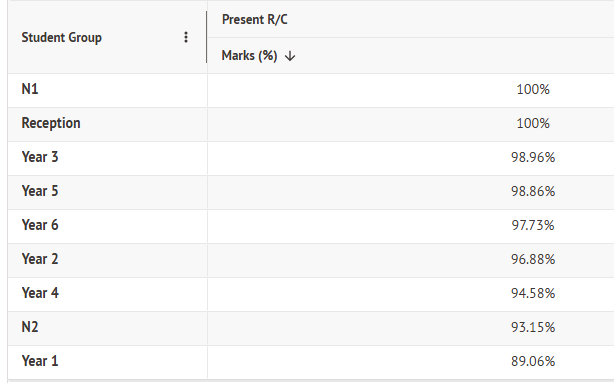 Student Group
Present R/C
Marks (%)
N1 100%
Reception 100%
Year 3 98.96%
Year 5 98.86%
Year 6 97.73%
Year 2 96.88%
Year 4 94.58%
N2 93.15%
Year 1 89.06%